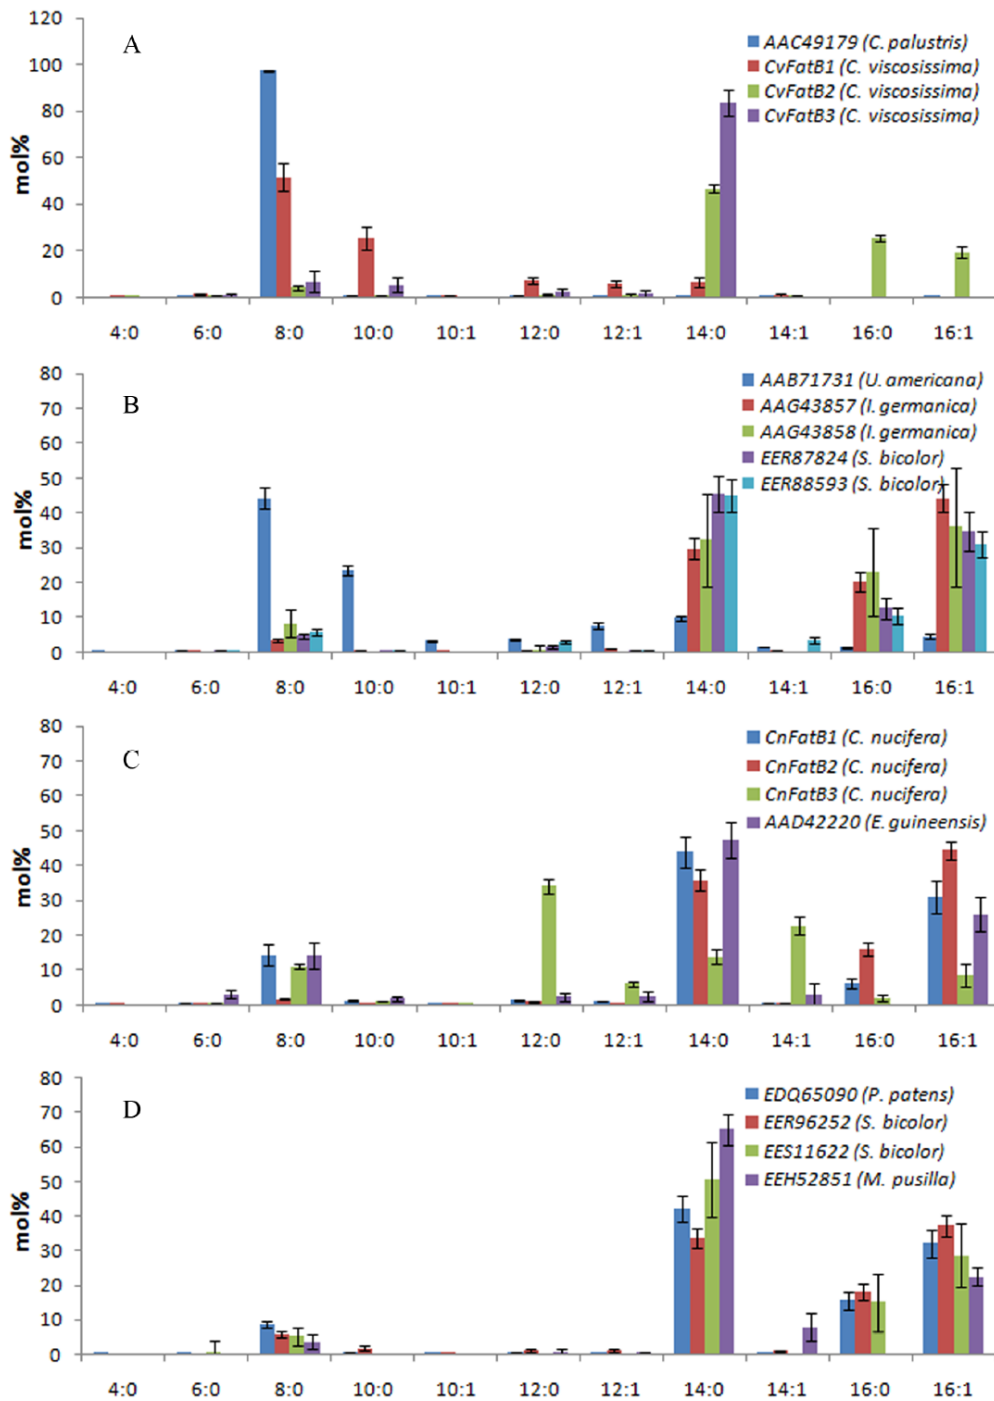 A
mol%
120
100
80
60
40
20
0
AAC49179 (C. palustris)
CvFatB1 (C. viscosissima)
CvFatB2 (C. viscosissima)
CvFatB3 (C. viscosissima)
4:0 6:0 8:0 10:0 10:1 12:0 12:1 14:0 14:1 16:0 16:1
B
mol%
80
70
60
50
40
30
20
10
0
AAB71731 (U. americana)
AAG43857 (I. germanica)
AAG43858 (I. germanica)
EER87824 (S. bicolor)
EER88593 (S. bicolor)
4:0 6:0 8:0 10:0 10:1 12:0 12:1 14:0 14:1 16:0 16:1
C
mol%
80
70
60
50
40
30
20
10
0
CnFatB1 (C. nucifera)
CnFatB2 (C. nucifera)
CnFatB3 (C. nucifera)
AAD42220 (E. guineensis)
4:0 6:0 8:0 10:0 10:1 12:0 12:1 14:0 14:1 16:0 16:1
D
mol%
80
70
60
50
40
30
20
10
0
EDQ65090 (P. patens)
EER96252 (S. bicolor)
EES11622 (S. bicolor)
EEH52851 (M. pusilla)
4:0 6:0 8:0 10:0 10:1 12:0 12:1 14:0 14:1 16:0 16:1